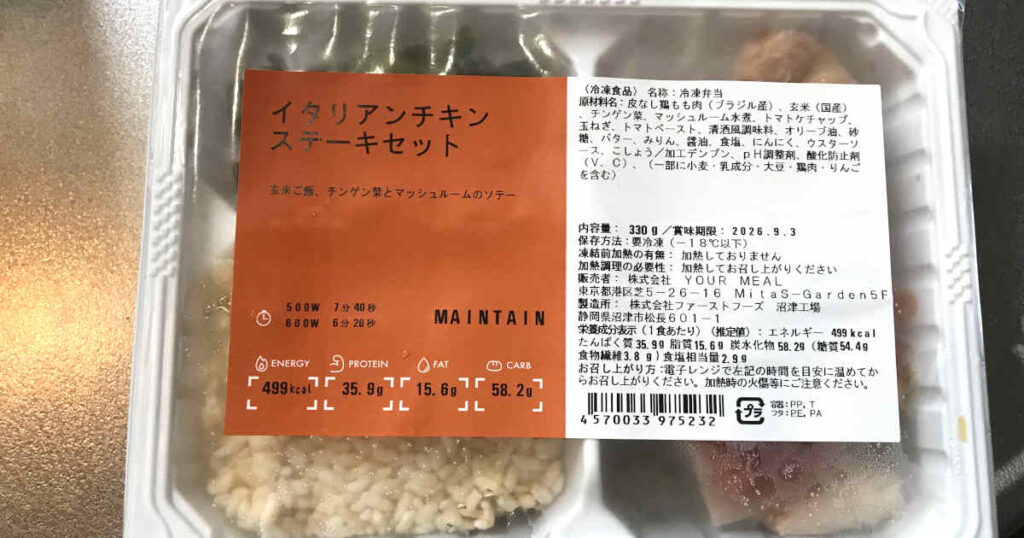 イタリアンチキン
ステーキセット
玄米ご飯、チンゲン菜とマッシュルームのソテー
500W 7分40秒
600W 6分20秒
MAINTAIN
ENERGY PROTEIN FAT CARB
499kcal 35.9g 15.6g 58.2g
〈冷凍食品〉 名称：冷凍弁当
原材料名：皮なし鶏もも肉（ブラジル産）、玄米（国産）
、チンゲン菜、マッシュルーム水煮、トマトケチャップ、
玉ねぎ、トマトペースト、清酒風調味料、オリーブ油、砂
糖、バター、みりん、醤油、食塩、にんにく、ウスターソ
ース、こしょう／加工デンプン、ｐＨ調整剤、酸化防止剤
（Ｖ．Ｃ）、（一部に小麦・乳成分・大豆・鶏肉・りんご
を含む）
内容量： 330ｇ／賞味期限：2026.9.3
保存方法：要冷凍（－18℃以下）
凍結前加熱の有無：加熱しておりません
加熱調理の必要性：加熱してお召し上がりください
販売者： 株式会社 ＹＯＵＲ ＭＥＡＬ
東京都港区芝5－26－16 ＭｉｔａＳ－Ｇａｒｄｅｎ５Ｆ
製造所： 株式会社ファーストフーズ 沼津工場
静岡県沼津市松長６０１－１
栄養成分表示（１食あたり）（推定値）：エネルギー 499kcal
たんぱく質35.9g 脂質15.6g 炭水化物58.2g（糖質54.4g
食物繊維3.8g）食塩相当量2.9g
お召し上がり方：電子レンジで左記の時間を目安に温めてか
らお召し上がりください。加熱時の火傷等にご注意ください。
4570033975232
プラ
容器：PP，T
フタ：PE，PA